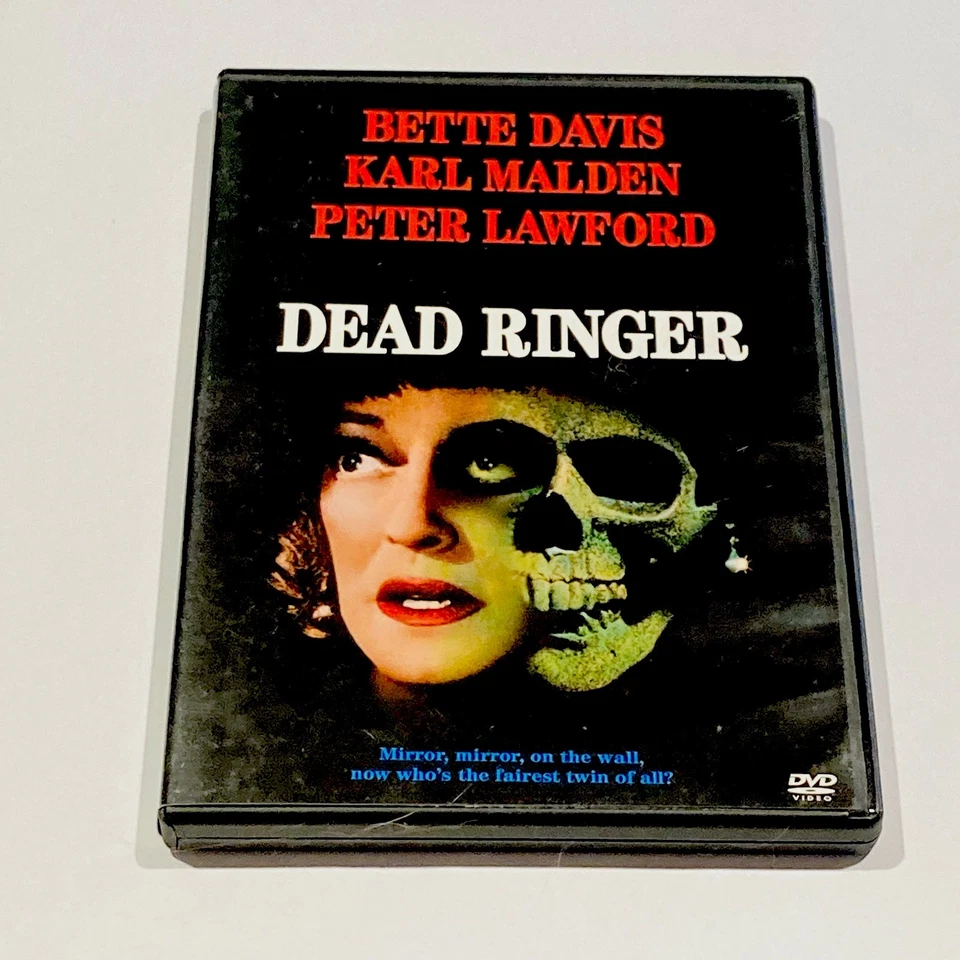 BETTE DAVIS
KARL MALDEN
PETER LAWFORD
DEAD RINGER
Mirror, mirror, on the wall,
now who's the fairest twin of all?
DVD
VIDEO